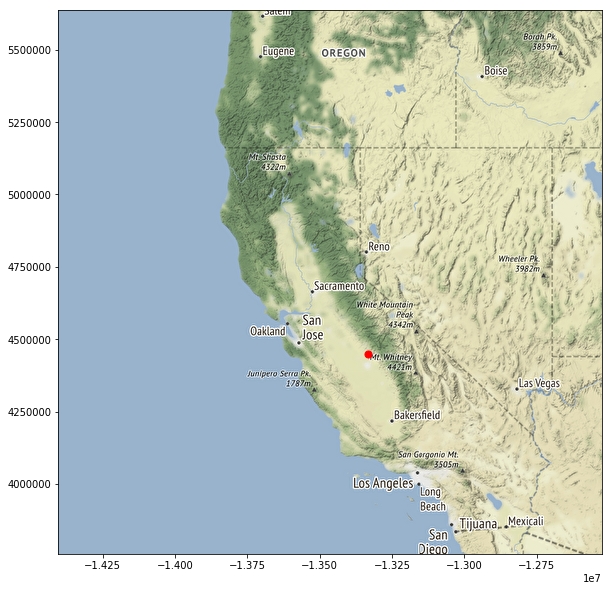 Salem
Eugene
OREGON
Borah Pk.
3859m
Boise
Mt. Shasta
4322m
Reno
Wheeler Pk.
3982m
Sacramento
White Mountain
Peak
4342m
San
Jose
Oakland
Mt. Whitney
4421m
Junipero Serra Pk.
1787m
Las Vegas
Bakersfield
San Gorgonio Mt.
3505m
Los Angeles
Long
Beach
Tijuana
Mexicali
San
Diego
5500000
5250000
5000000
4750000
4500000
4250000
4000000
−1.425
−1.400
−1.375
−1.350
−1.325
−1.300
−1.275
1e7